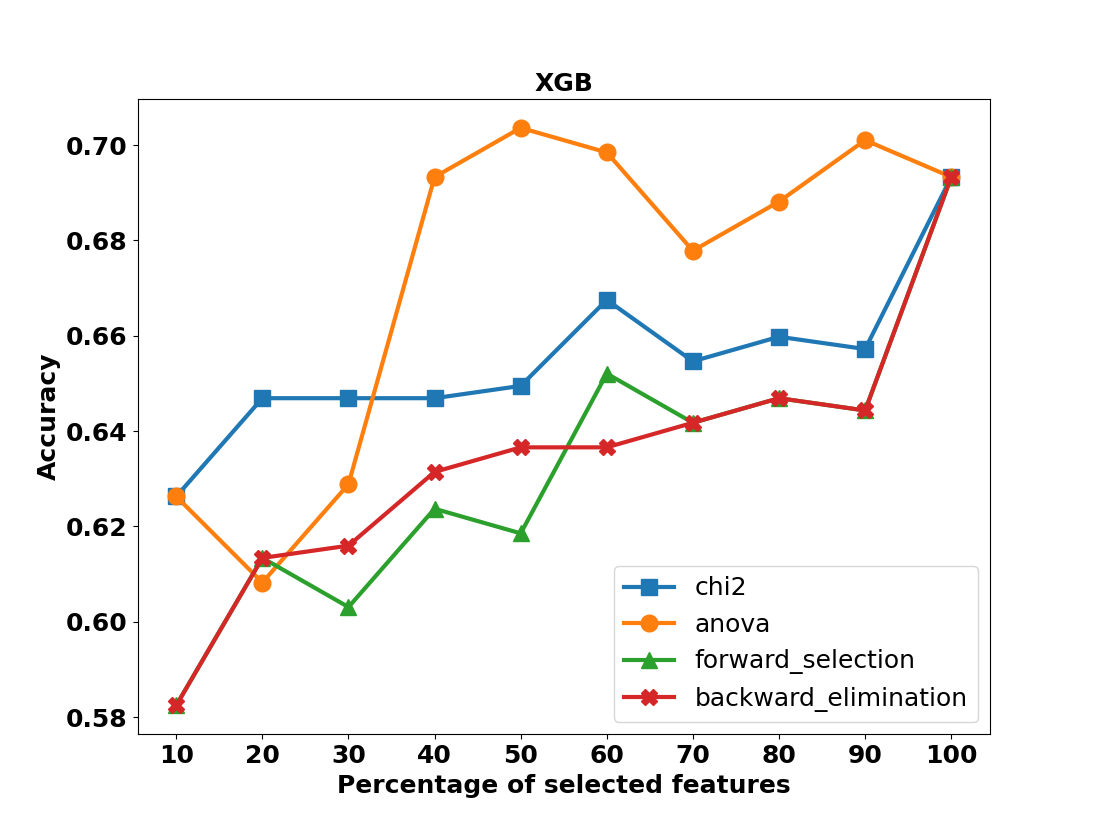 XGB
Accuracy
0.70
0.68
0.66
0.64
0.62
0.60
0.58
chi2
anova
forward_selection
backward_elimination
10 20 30 40 50 60 70 80 90 100
Percentage of selected features